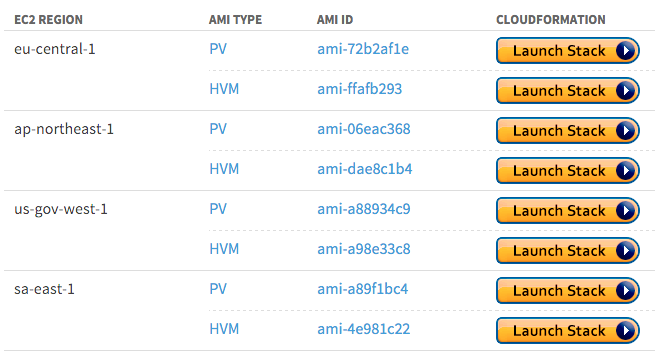 EC2 REGION AMI TYPE AMI ID CLOUDFORMATION
eu-central-1 PV ami-72b2af1e Launch Stack
HVM ami-ffafb293 Launch Stack
ap-northeast-1 PV ami-06eac368 Launch Stack
HVM ami-dae8c1b4 Launch Stack
us-gov-west-1 PV ami-a88934c9 Launch Stack
HVM ami-a98e33c8 Launch Stack
sa-east-1 PV ami-a89f1bc4 Launch Stack
HVM ami-4e981c22 Launch Stack